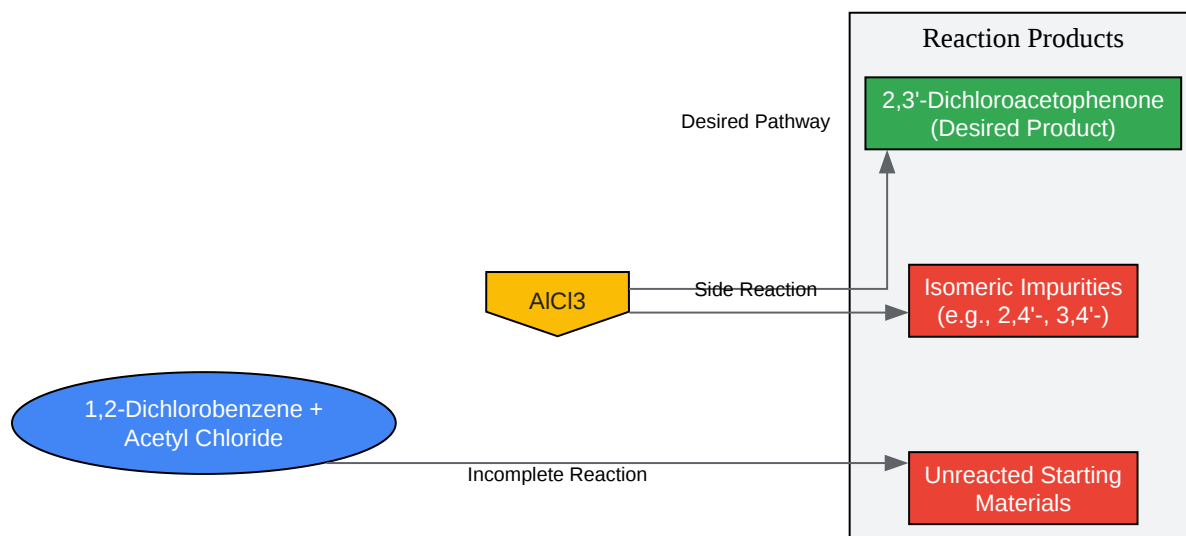 Reaction Products
2,3'-Dichloroacetophenone
(Desired Product)
Desired Pathway
AlCl3
Side Reaction
Isomeric Impurities
(e.g., 2,4'-, 3,4'-)
1,2-Dichlorobenzene +
Acetyl Chloride
Incomplete Reaction
Unreacted Starting
Materials